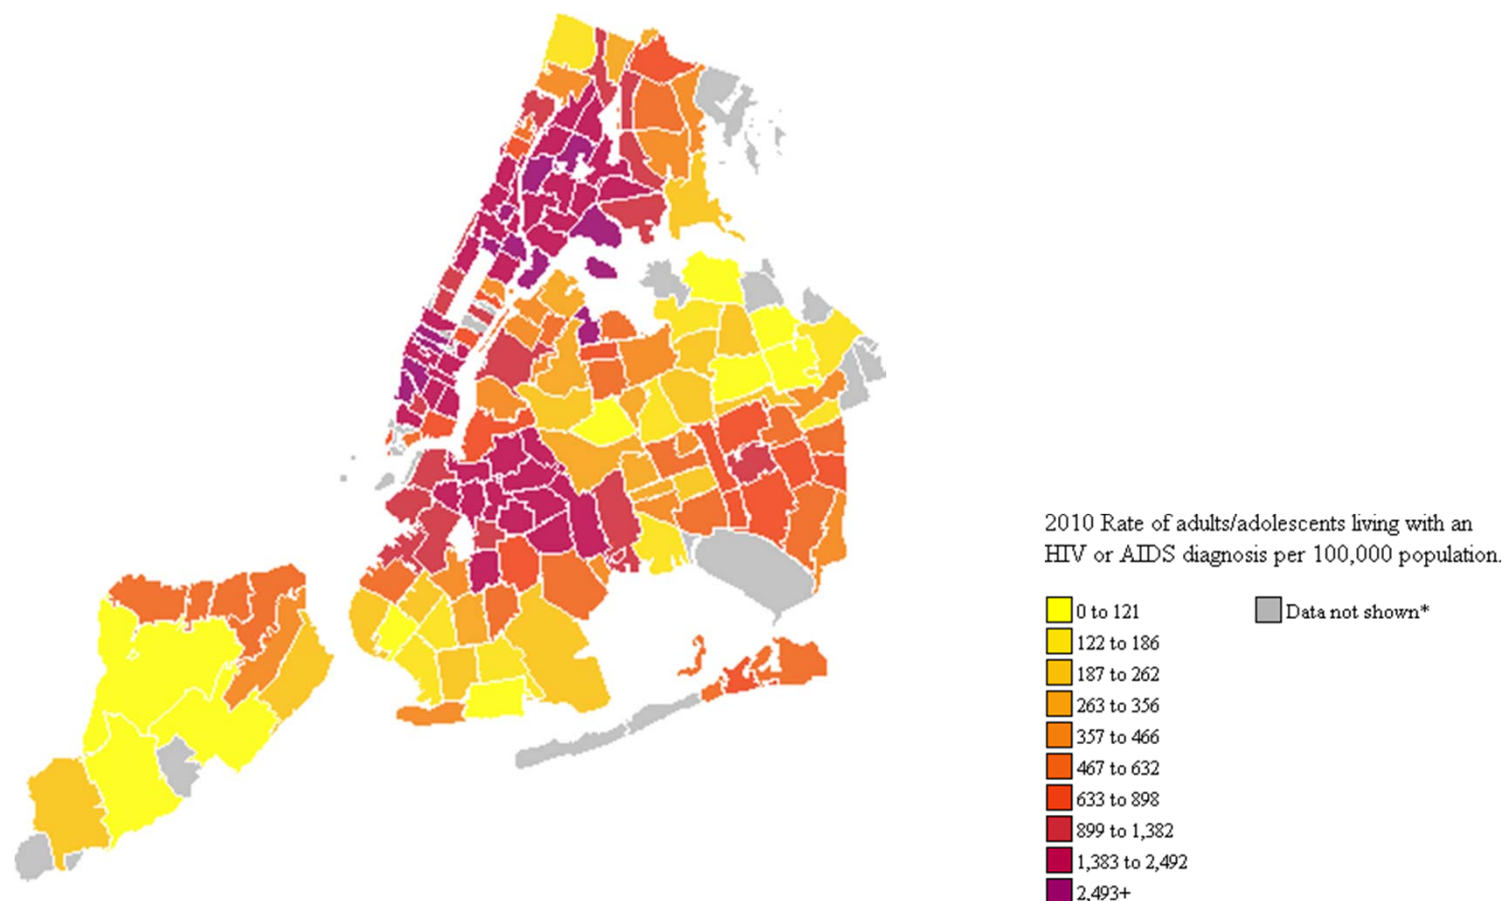 2010 Rate of adults/adolescents living with an
HIV or AIDS diagnosis per 100,000 population.
0 to 121
Data not shown*
122 to 186
187 to 262
263 to 356
357 to 466
467 to 632
633 to 898
899 to 1,382
1,383 to 2,492
2,493+